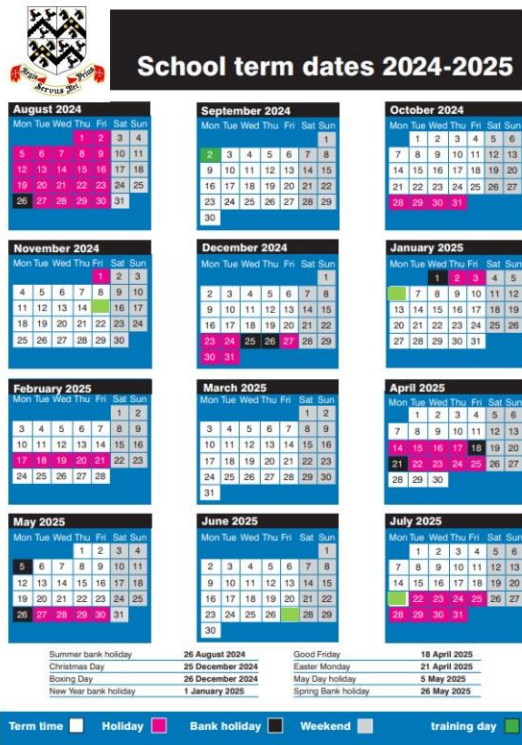 Regis Servus Dei Prius
School term dates 2024-2025
August 2024
Mon Tue Wed Thu Fri Sat Sun
1 2 3 4
5 6 7 8 9 10 11
12 13 14 15 16 17 18
19 20 21 22 23 24 25
26 27 28 29 30 31
September 2024
Mon Tue Wed Thu Fri Sat Sun
1
2 3 4 5 6 7 8
9 10 11 12 13 14 15
16 17 18 19 20 21 22
23 24 25 26 27 28 29
30
October 2024
Mon Tue Wed Thu Fri Sat Sun
1 2 3 4 5 6
7 8 9 10 11 12 13
14 15 16 17 18 19 20
21 22 23 24 25 26 27
28 29 30 31
November 2024
Mon Tue Wed Thu Fri Sat Sun
1 2 3
4 5 6 7 8 9 10
11 12 13 14 16 17
18 19 20 21 22 23 24
25 26 27 28 29 30
December 2024
Mon Tue Wed Thu Fri Sat Sun
1
2 3 4 5 6 7 8
9 10 11 12 13 14 15
16 17 18 19 20 21 22
23 24 25 26 27 28 29
30 31
January 2025
Mon Tue Wed Thu Fri Sat Sun
1 2 3 4 5
7 8 9 10 11 12
13 14 15 16 17 18 19
20 21 22 23 24 25 26
27 28 29 30 31
February 2025
Mon Tue Wed Thu Fri Sat Sun
1 2
3 4 5 6 7 8 9
10 11 12 13 14 15 16
17 18 19 20 21 22 23
24 25 26 27 28
March 2025
Mon Tue Wed Thu Fri Sat Sun
1 2
3 4 5 6 7 8 9
10 11 12 13 14 15 16
17 18 19 20 21 22 23
24 25 26 27 28 29 30
31
April 2025
Mon Tue Wed Thu Fri Sat Sun
1 2 3 4 5 6
7 8 9 10 11 12 13
14 15 16 17 18 19 20
21 22 23 24 25 26 27
28 29 30
May 2025
Mon Tue Wed Thu Fri Sat Sun
1 2 3 4
5 6 7 8 9 10 11
12 13 14 15 16 17 18
19 20 21 22 23 24 25
26 27 28 29 30 31
June 2025
Mon Tue Wed Thu Fri Sat Sun
1
2 3 4 5 6 7 8
9 10 11 12 13 14 15
16 17 18 19 20 21 22
23 24 25 26 28 29
30
July 2025
Mon Tue Wed Thu Fri Sat Sun
1 2 3 4 5 6
7 8 9 10 11 12 13
14 15 16 17 18 19 20
22 23 24 25 26 27
28 29 30 31
Summer bank holiday 26 August 2024
Christmas Day 25 December 2024
Boxing Day 26 December 2024
New Year bank holiday 1 January 2025
Good Friday 18 April 2025
Easter Monday 21 April 2025
May Day holiday 5 May 2025
Spring Bank holiday 26 May 2025
Term time Holiday Bank holiday Weekend training day